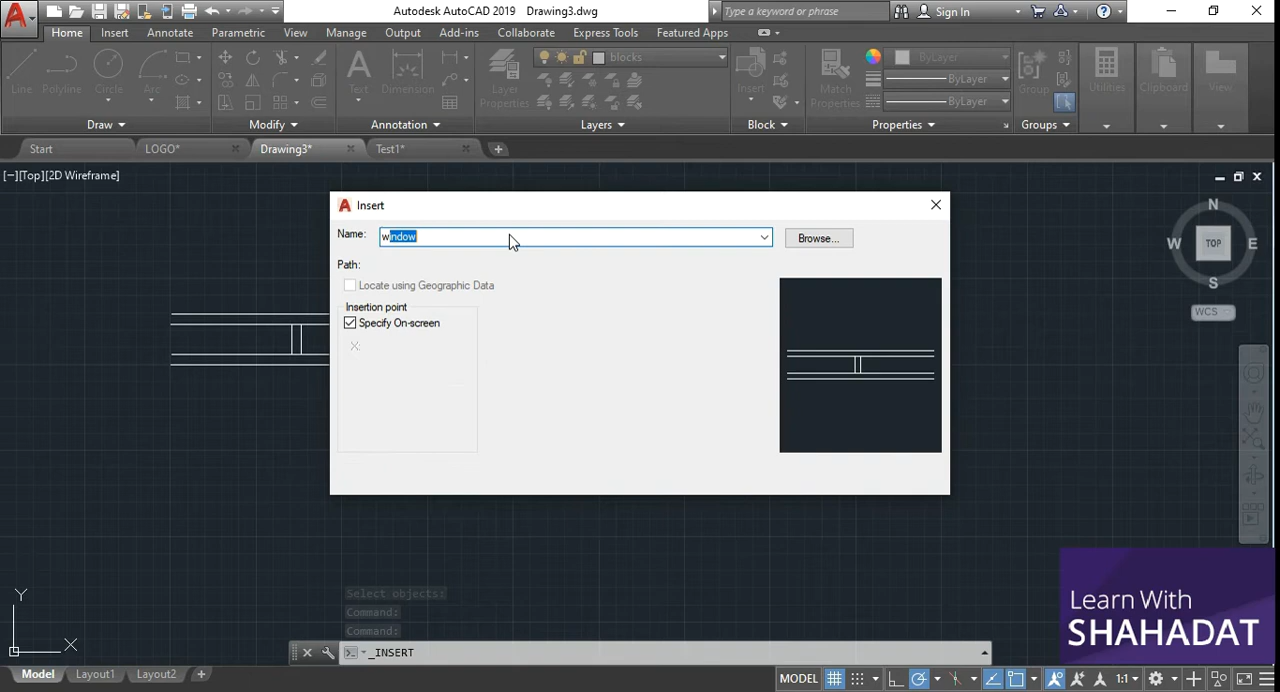 Autodesk AutoCAD 2019 Drawing3.dwg
Type a keyword or phrase
Sign In
Home Insert Annotate Parametric View Manage Output Add-ins Collaborate Express Tools Featured Apps
Line Polyline Circle Arc
Text Dimension
Layer Properties
blocks
Insert
Match Properties
ByLayer
ByLayer
ByLayer
Group
Utilities
Clipboard
View
Draw Modify Annotation Layers Block Properties Groups
Start LOGO* Drawing3* Test1*
[−][Top][2D Wireframe]
N
W TOP E
S
WCS
Insert
Name: window Browse...
Path:
Locate using Geographic Data
Insertion point
Specify On-screen
X:
Select objects:
Command:
Command:
_INSERT
Y
X
Learn With
SHAHADAT
Model Layout1 Layout2
MODEL 1:1